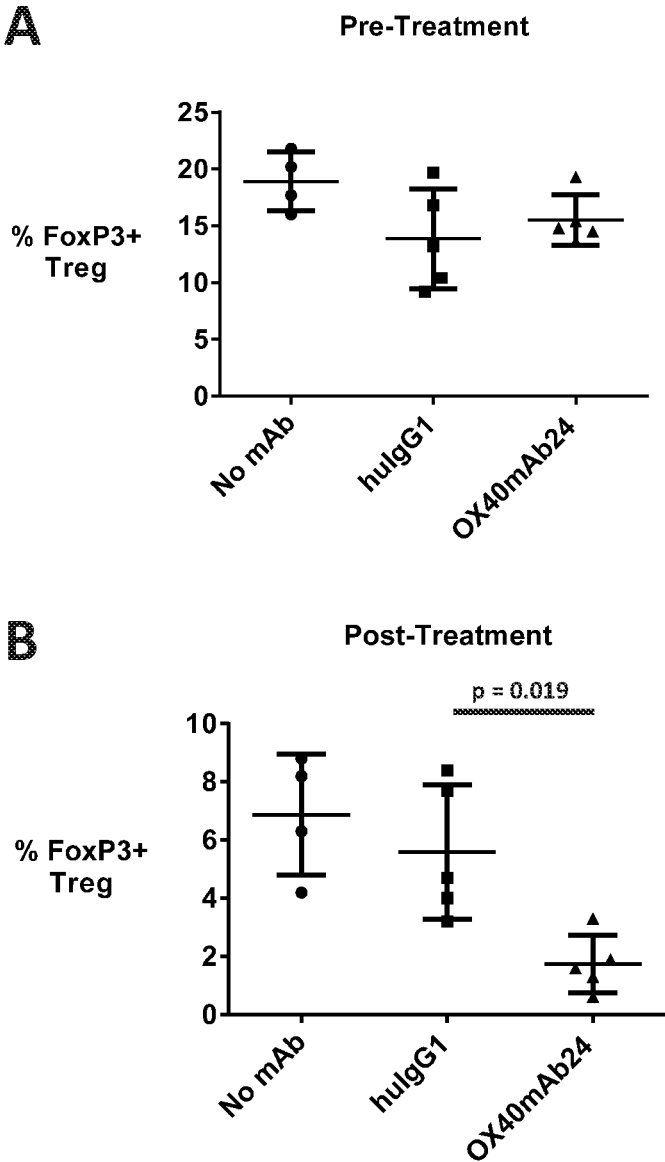 A
Pre-Treatment
25
20
15
10
5
0
% FoxP3+
Treg
No mAb
huIgG1
OX40mAb24
B
Post-Treatment
p = 0.019
10
8
6
4
2
0
% FoxP3+
Treg
No mAb
huIgG1
OX40mAb24